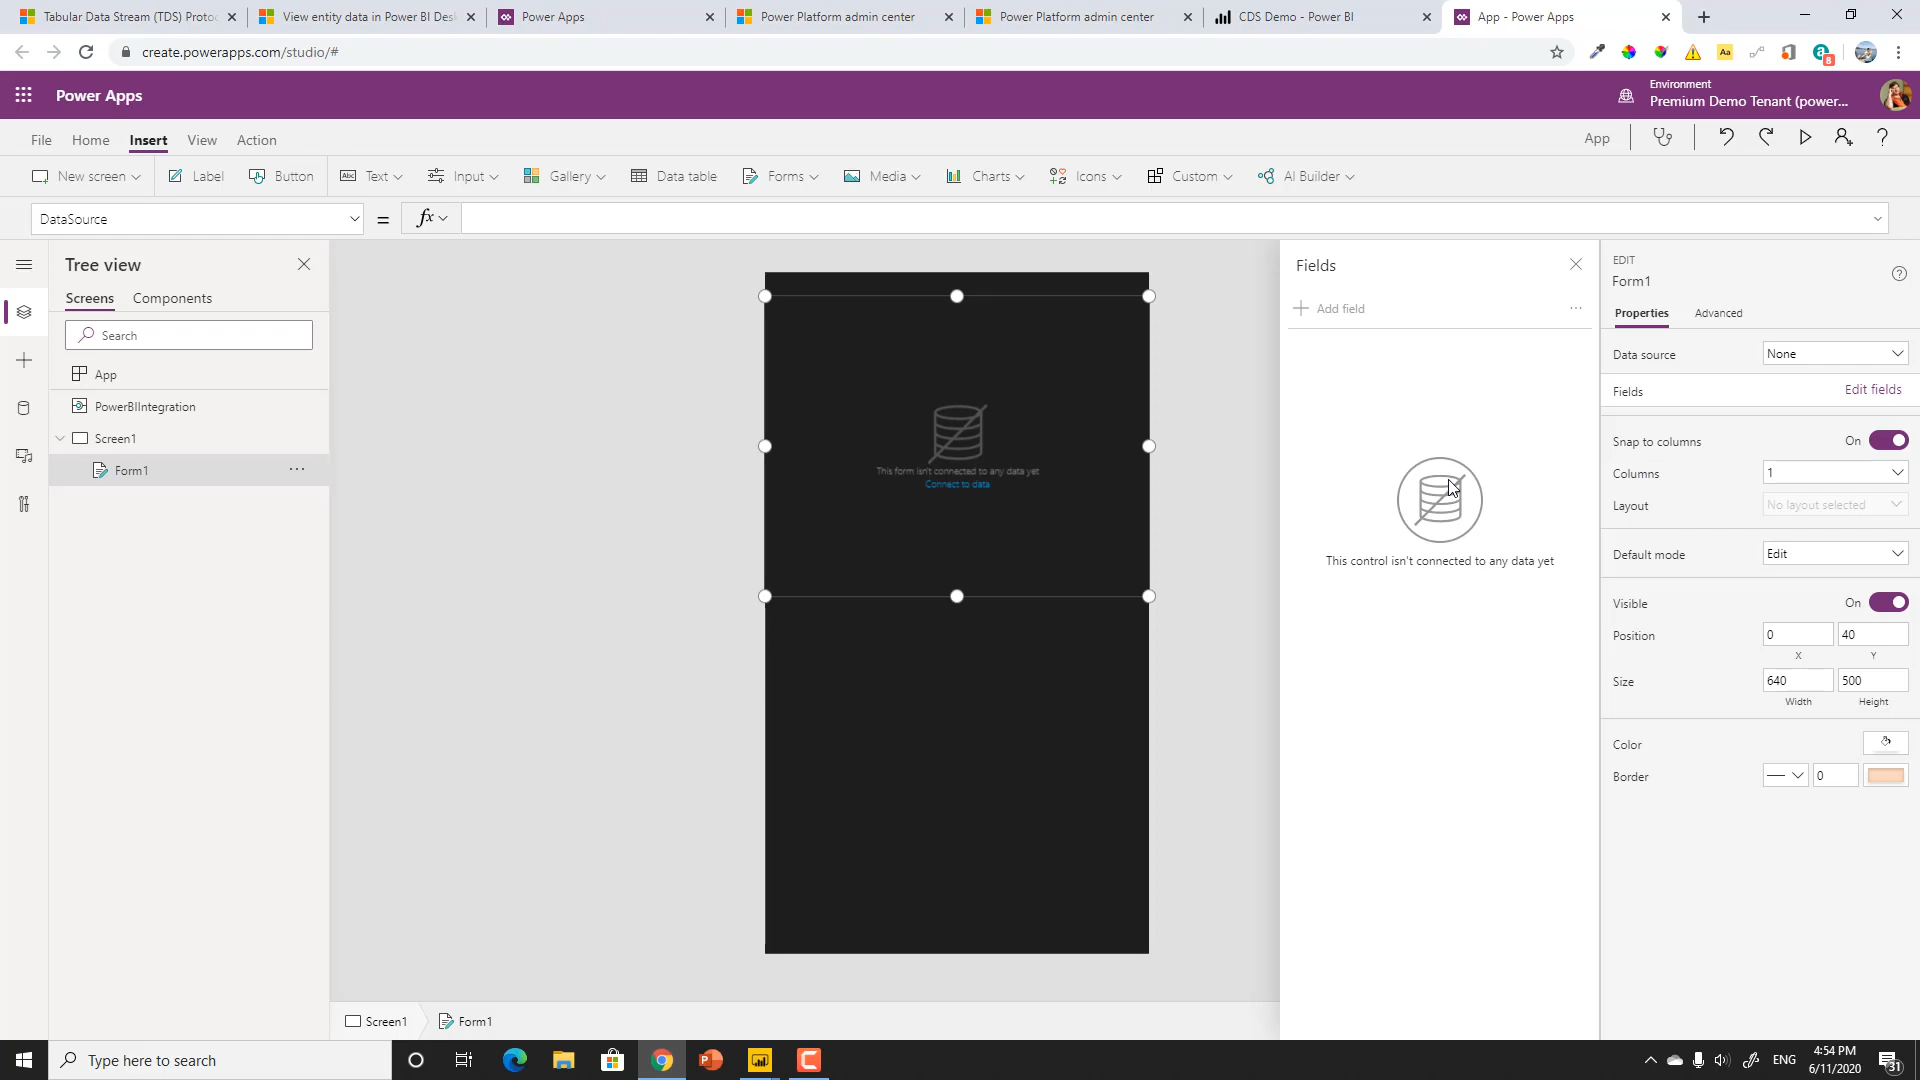 Tabular Data Stream (TDS) Protoc
View entity data in Power BI Des
Power Apps
Power Platform admin center
Power Platform admin center
CDS Demo - Power BI
App - Power Apps
create.powerapps.com/studio/#
Aa
8
Power Apps
Environment
Premium Demo Tenant (power...
File
Home
Insert
View
Action
App
New screen
Label
Button
Abc
Text
Input
Gallery
Data table
Forms
Media
Charts
Icons
Custom
AI Builder
DataSource
=
fx
Tree view
Screens
Components
Search
App
PowerBIIntegration
Screen1
Form1
...
This form isn't connected to any data yet
Connect to data
Screen1
Form1
Fields
Add field
...
This control isn't connected to any data yet
EDIT
Form1
Properties
Advanced
Data source
None
Fields
Edit fields
Snap to columns
On
Columns
1
Layout
No layout selected
Default mode
Edit
Visible
On
Position
0
40
X
Y
Size
640
500
Width
Height
Color
Border
0
Type here to search
ENG
4:54 PM
6/11/2020
31